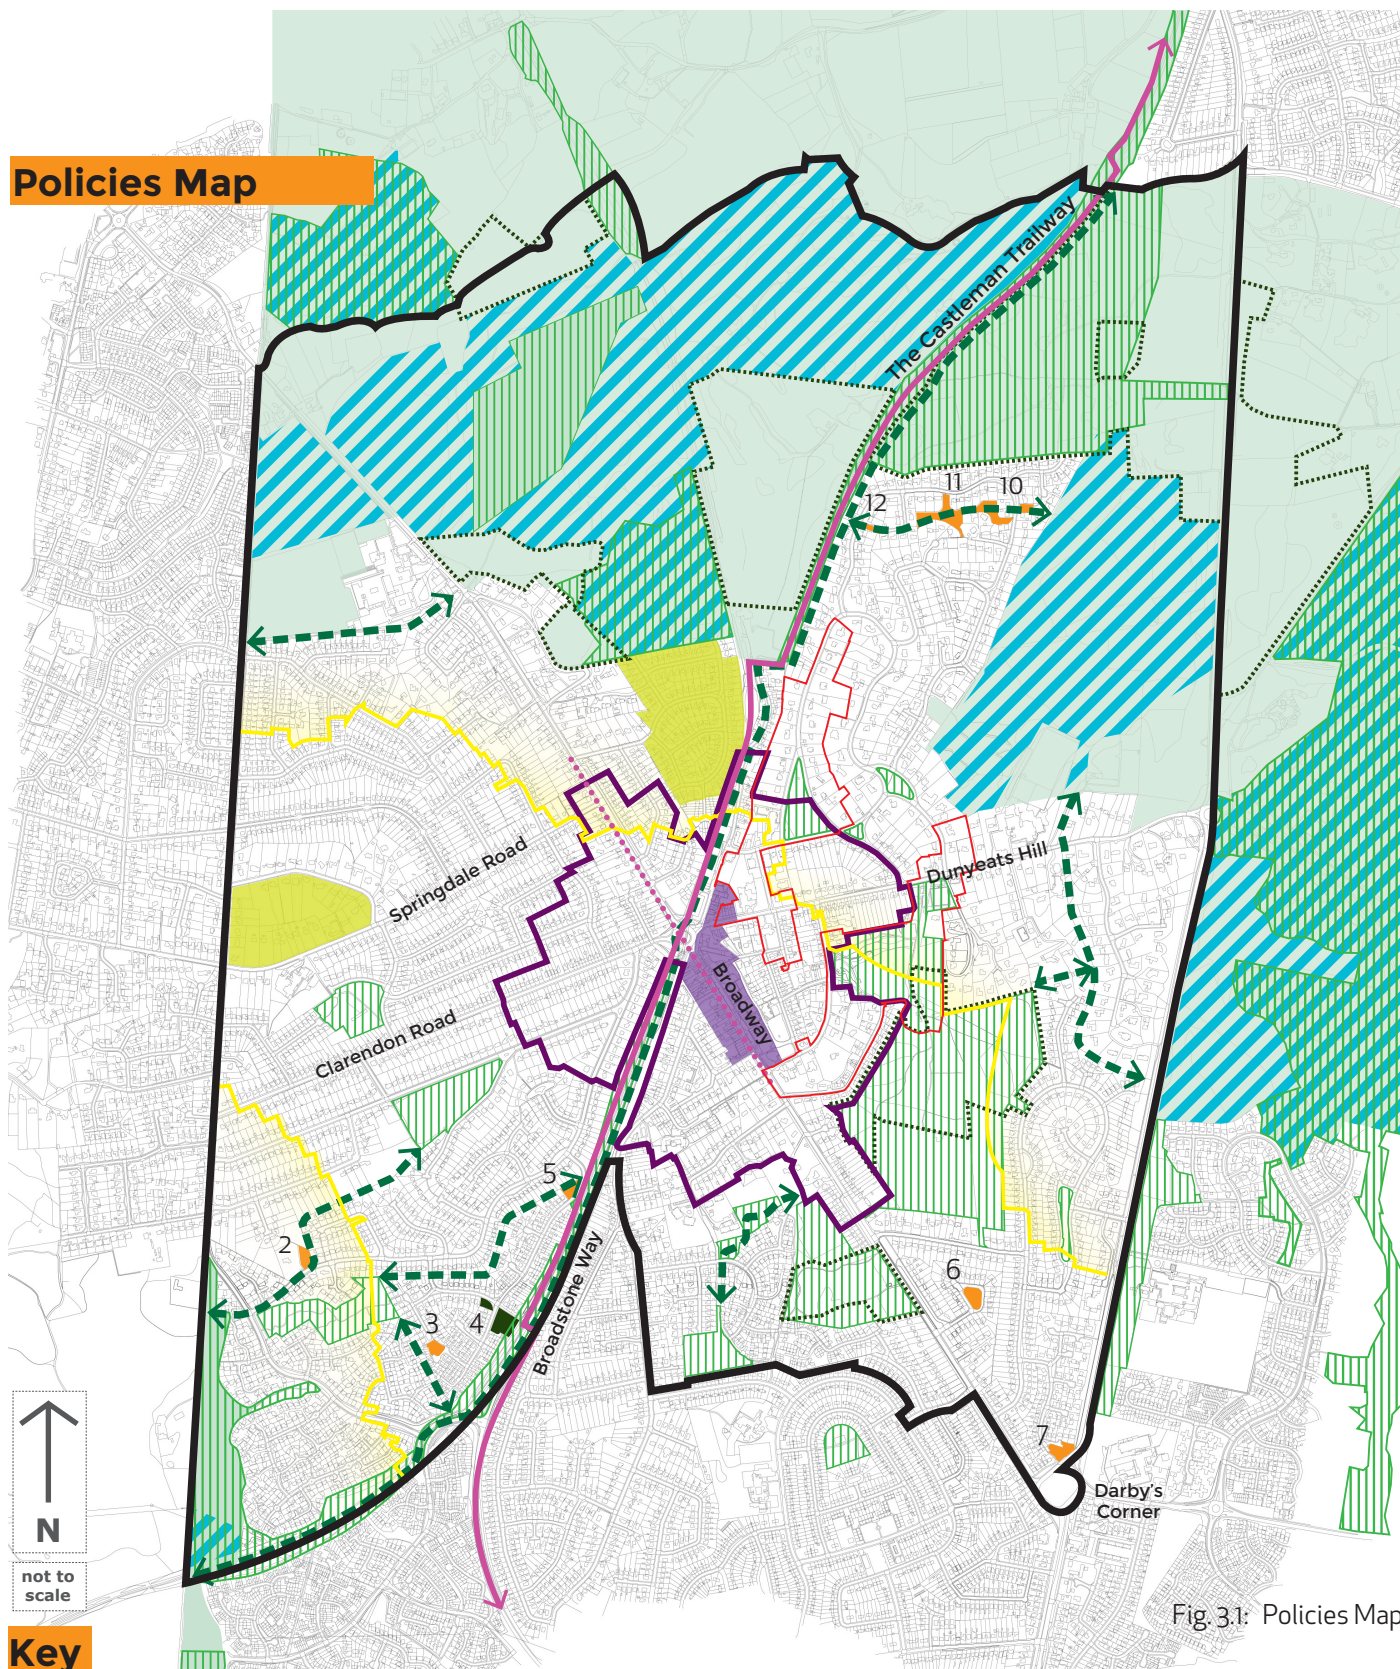 Policies Map
The Castleman Trailway
12
11
10
Springdale Road
Dunyeats Hill
Broadway
Clarendon Road
5
2
3
4
Broadstone Way
6
7
Darby's
Corner
N
not to
scale
Fig. 3.1: Policies Map
Key